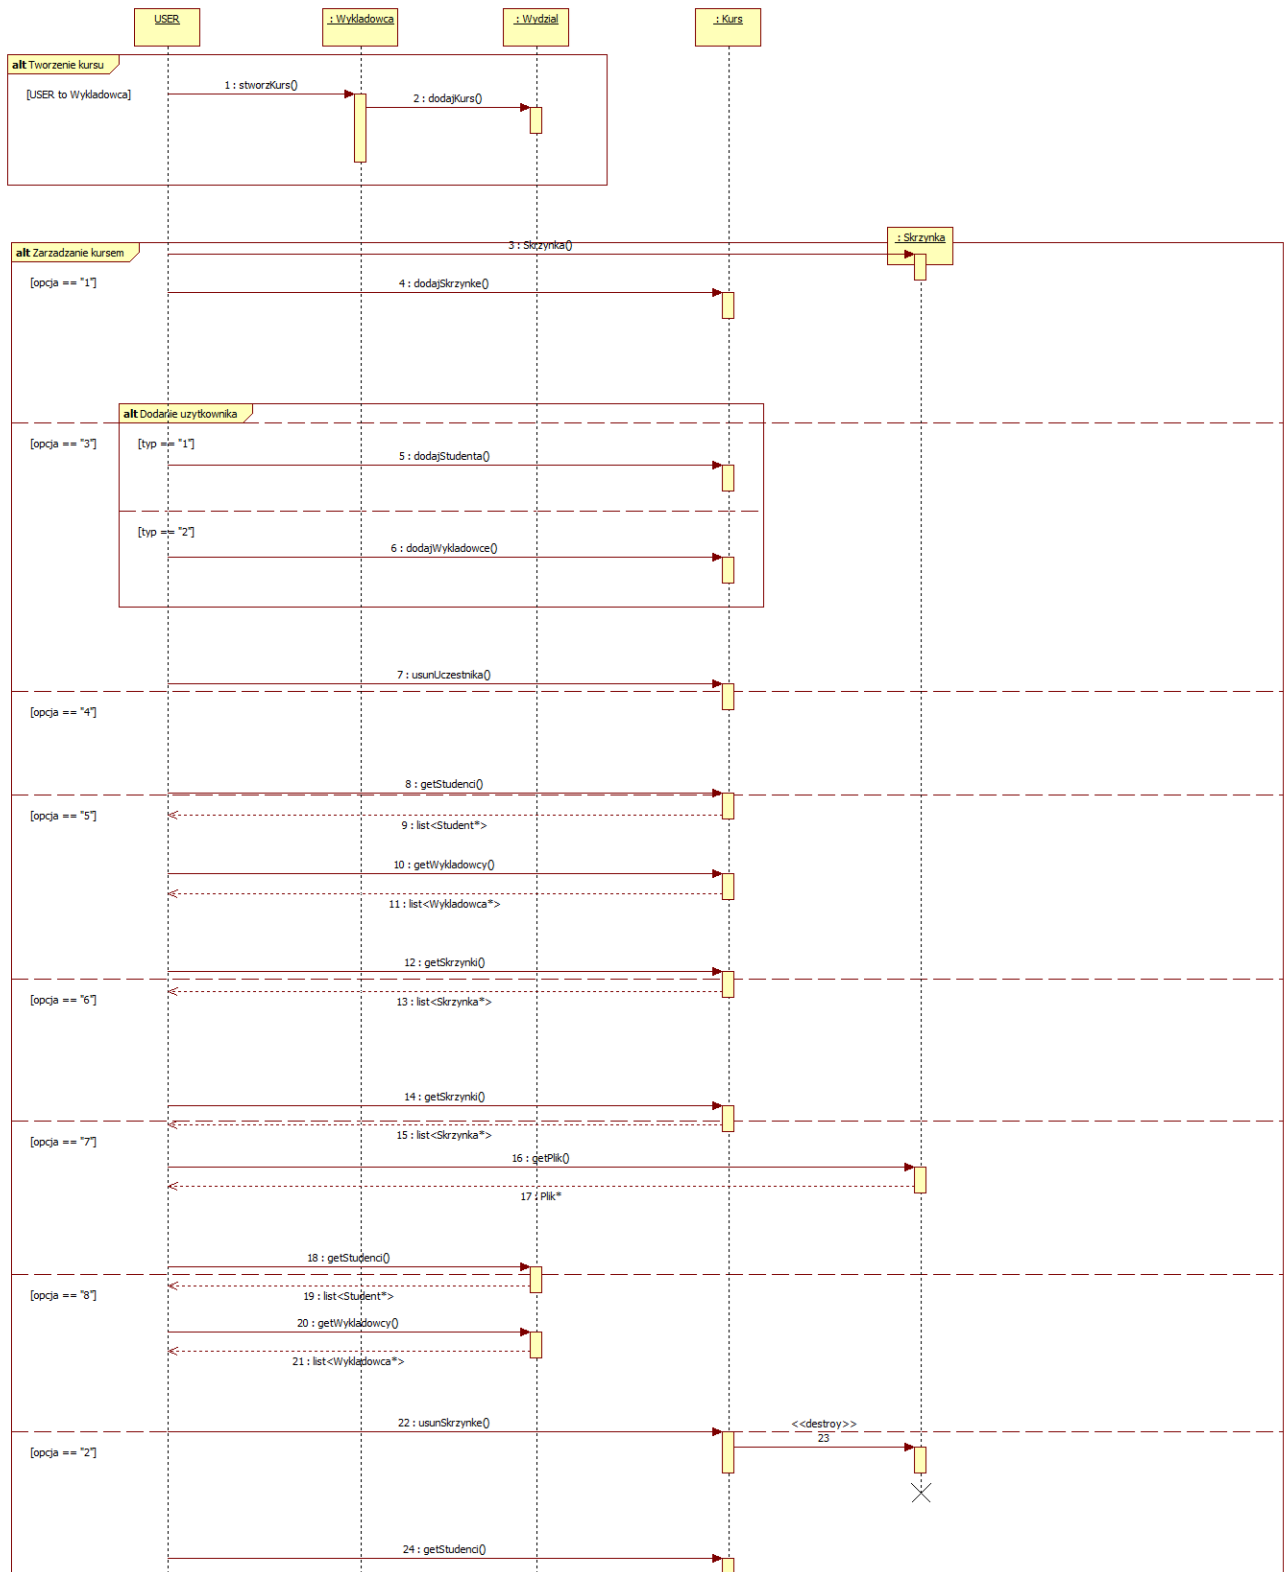 USER
: Wykladowca
: Wydzial
: Kurs
alt Tworzenie kursu
1 : stworzKurs()
[USER to Wykladowca]
2 : dodajKurs()
: Skrzynka
3 : Skrzynka()
alt Zarzadzanie kursem
[opcja == "1"]
4 : dodajSkrzynke()
alt Dodanie uzytkownika
[opcja == "3"]
[typ == "1"]
5 : dodajStudenta()
[typ == "2"]
6 : dodajWykladowce()
7 : usunUczestnika()
[opcja == "4"]
8 : getStudenci()
[opcja == "5"]
9 : list<Student*>
10 : getWykladowcy()
11 : list<Wykladowca*>
12 : getSkrzynki()
[opcja == "6"]
13 : list<Skrzynka*>
14 : getSkrzynki()
15 : list<Skrzynka*>
[opcja == "7"]
16 : getPlik()
17 : Plik*
18 : getStudenci()
[opcja == "8"]
19 : list<Student*>
20 : getWykladowcy()
21 : list<Wykladowca*>
22 : usunSkrzynke()
<<destroy>>
23
[opcja == "2"]
24 : getStudenci()